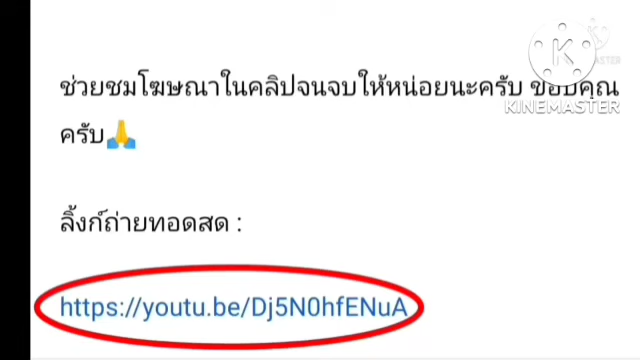 ช่วยชมโฆษณาในคลิปจนจบให้หน่อยนะครับ ขอบคุณ
KINEMASTER
ครับ🙏
ลิ้งก์ถ่ายทอดสด :
https://youtu.be/Dj5N0hfENuA